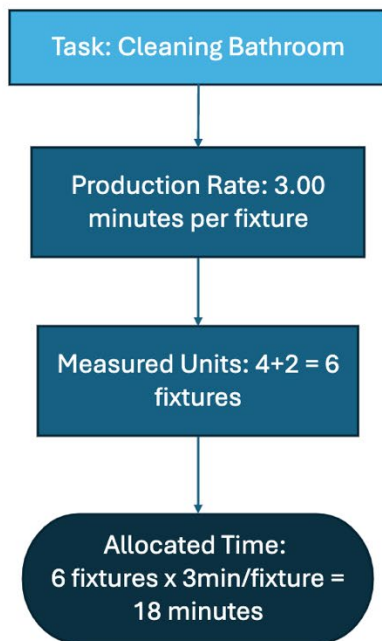 Task: Cleaning Bathroom
Production Rate: 3.00
minutes per fixture
Measured Units: 4+2 = 6
fixtures
Allocated Time:
6 fixtures x 3min/fixture =
18 minutes